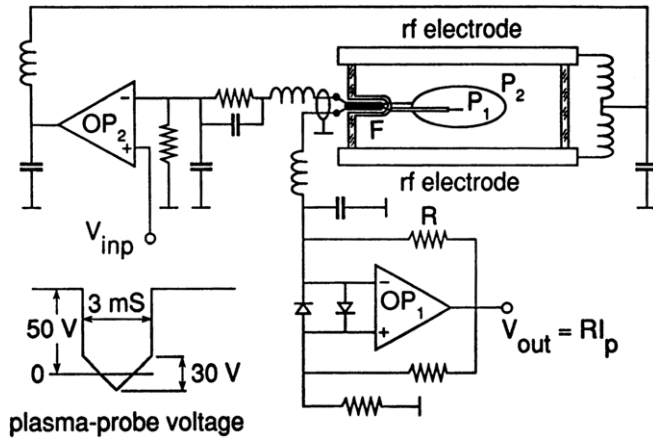 rf electrode
P1
P2
F
rf electrode
OP2
−
+
Vinp
R
−
OP1
+
Vout = RIp
3 mS
50 V
0
30 V
plasma-probe voltage